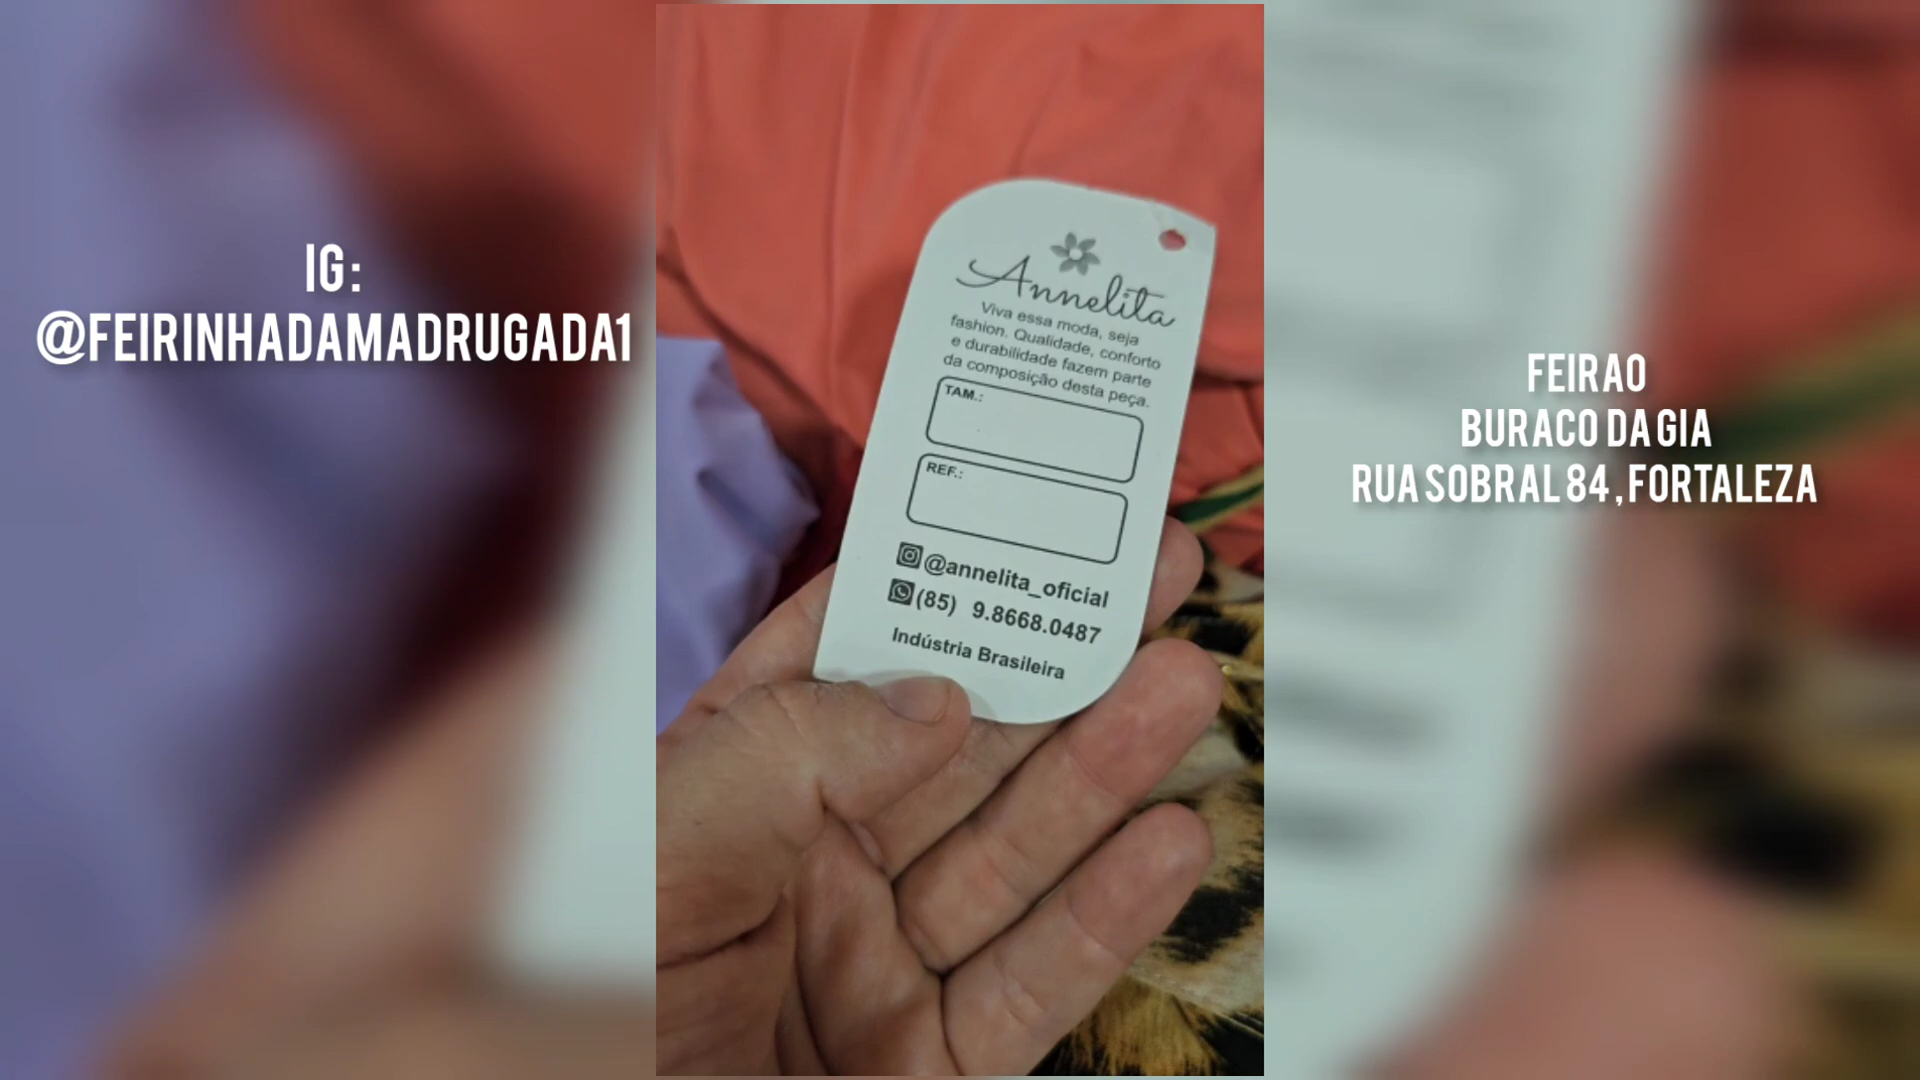 IG :
@FEIRINHADAMADRUGADA1
Annelita
Viva essa moda, seja
fashion. Qualidade, conforto
e durabilidade fazem parte
da composição desta peça.
TAM.:
REF.:
@annelita_oficial
(85) 9.8668.0487
Indústria Brasileira
FEIRAO
BURACO DA GIA
RUA SOBRAL 84 , FORTALEZA